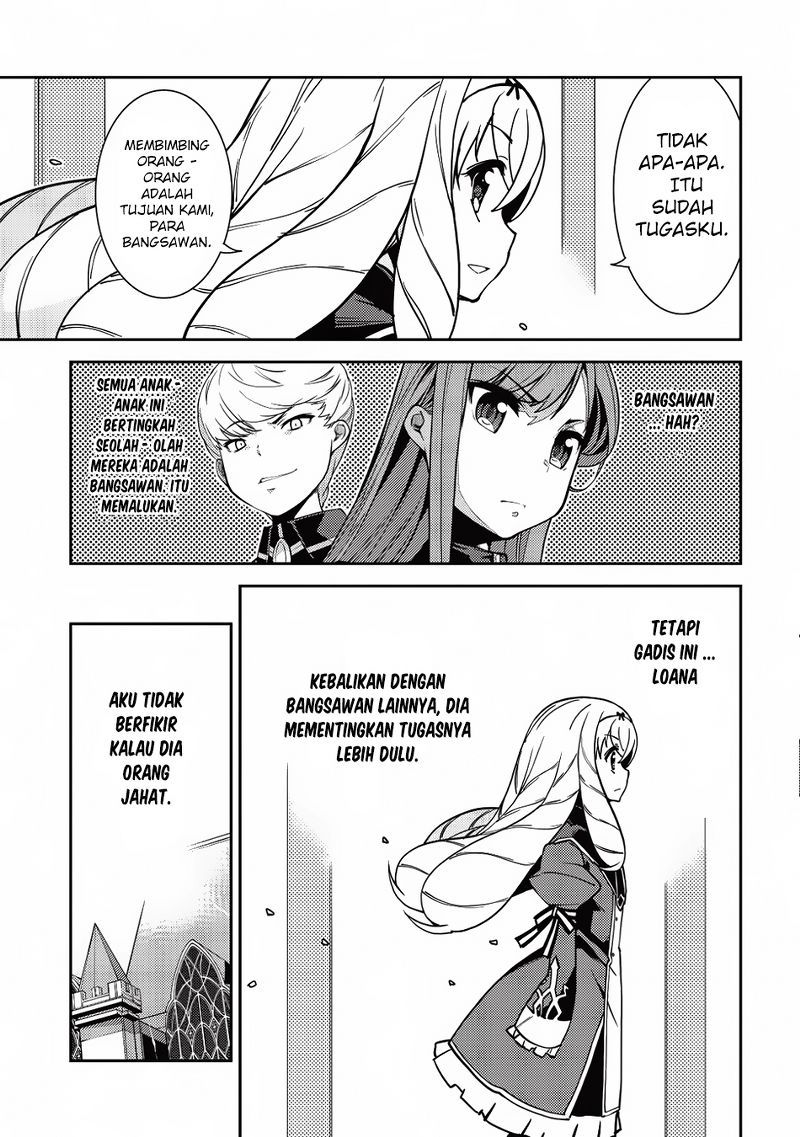 TIDAK
APA-APA.
ITU
SUDAH
TUGASKU.
MEMBIMBING
ORANG -
ORANG
ADALAH
TUJUAN KAMI,
PARA
BANGSAWAN.
BANGSAWAN
... HAH?
SEMUA ANAK -
ANAK INI
BERTINGKAH
SEOLAH - OLAH
MEREKA ADALAH
BANGSAWAN. ITU
MEMALUKAN.
TETAPI
GADIS INI ...
LOANA
KEBALIKAN DENGAN
BANGSAWAN LAINNYA, DIA
MEMENTINGKAN TUGASNYA
LEBIH DULU.
AKU TIDAK
BERFIKIR
KALAU DIA
ORANG
JAHAT.